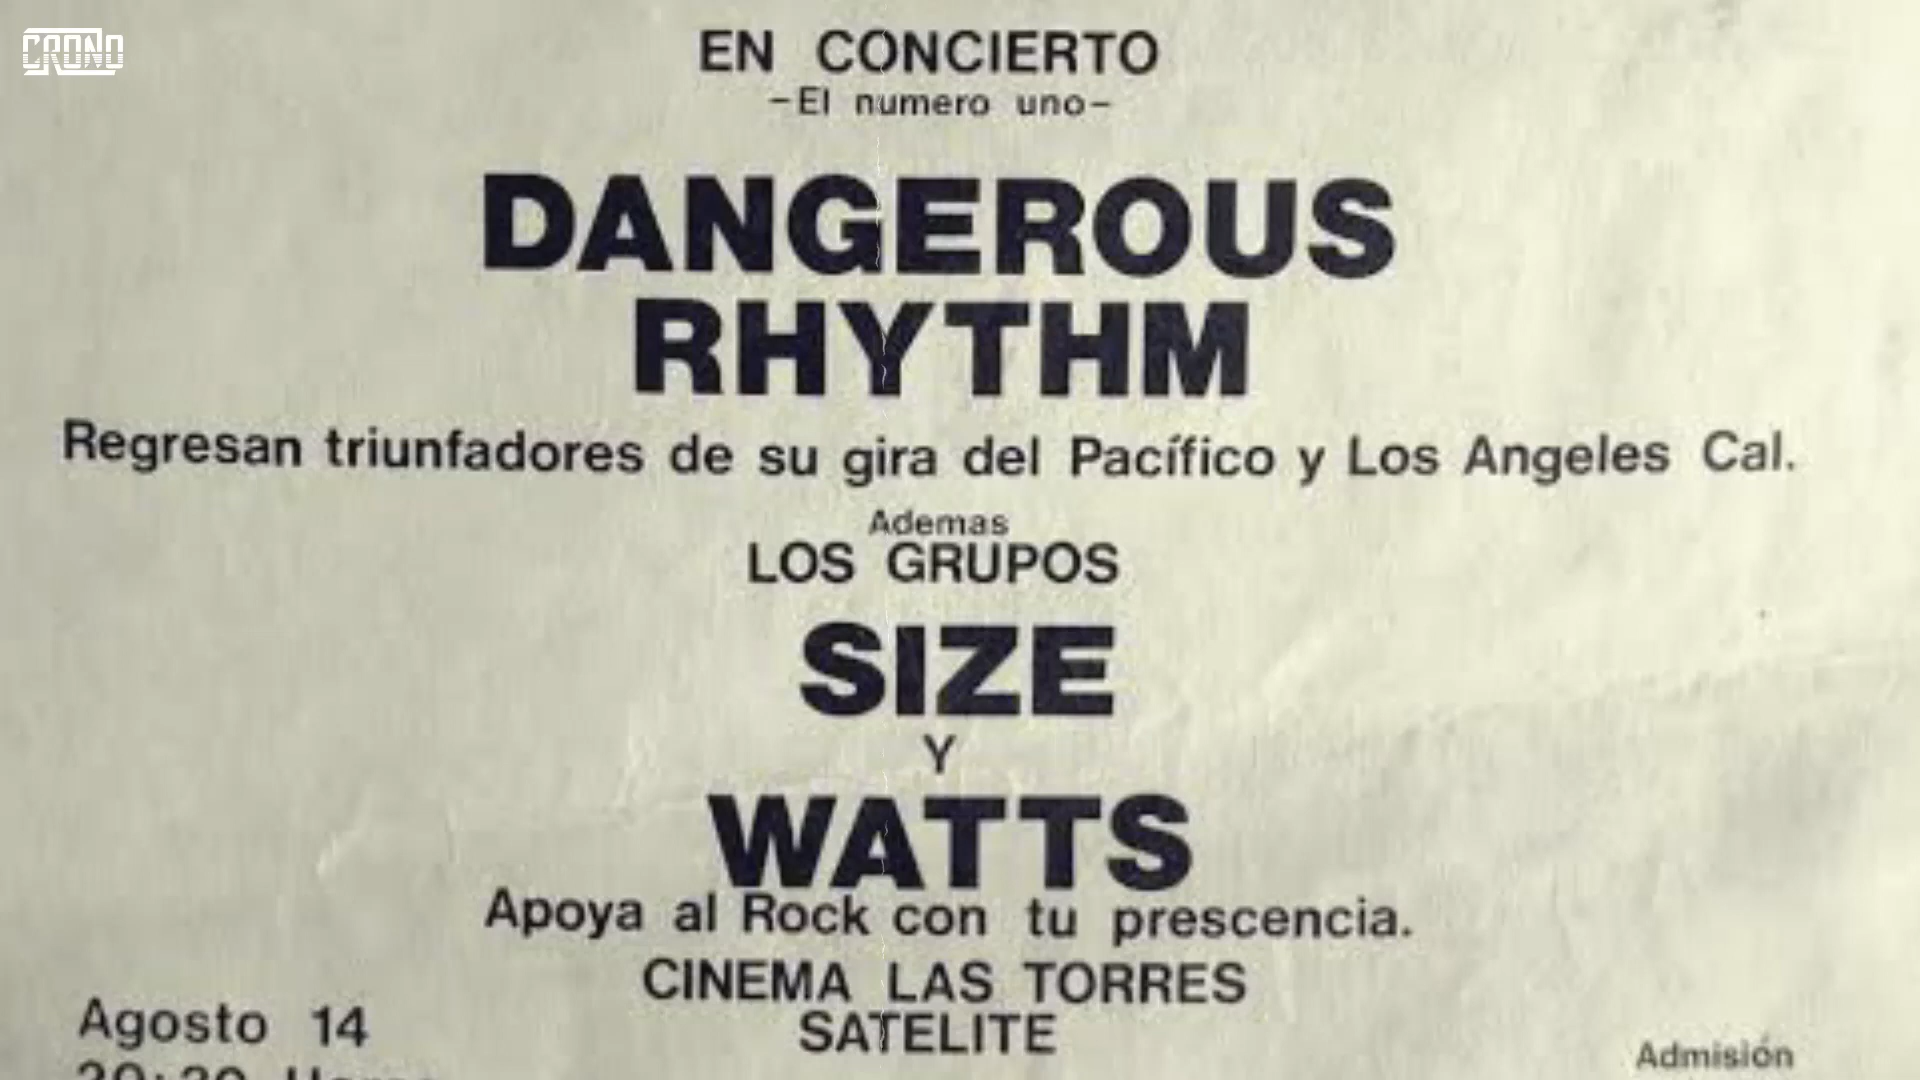 CRONO
EN CONCIERTO
-El numero uno-
DANGEROUS
RHYTHM
Regresan triunfadores de su gira del Pacífico y Los Angeles Cal.
Ademas
LOS GRUPOS
SIZE
Y
WATTS
Apoya al Rock con tu prescencia.
CINEMA LAS TORRES
SATELITE
Agosto 14
Admisión